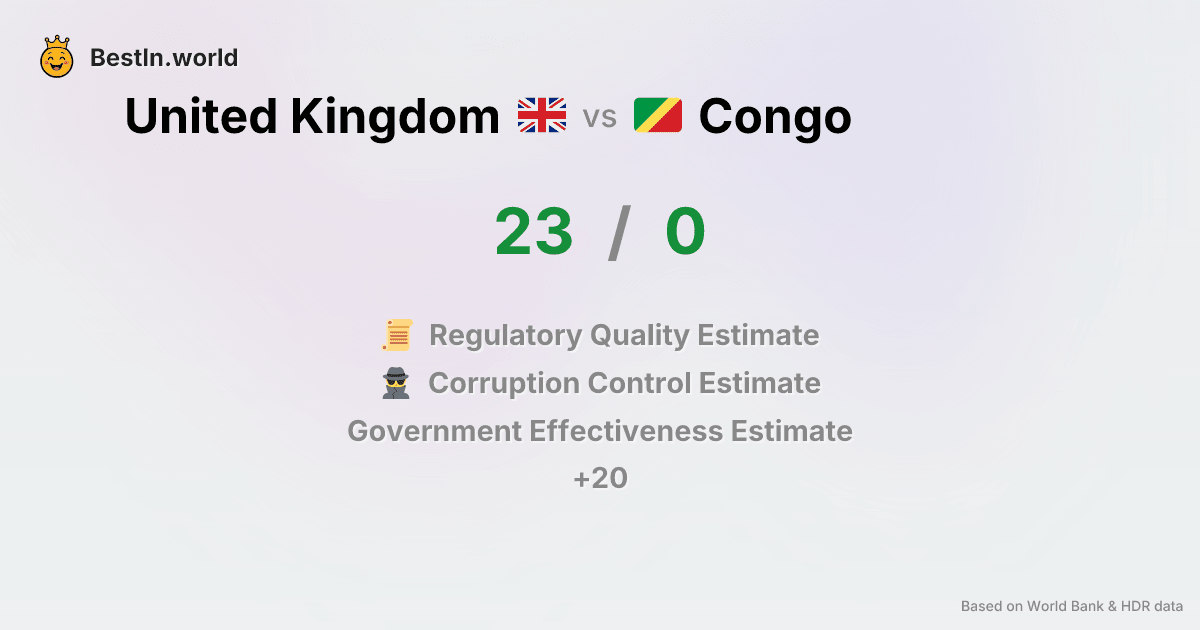 BestIn.world
United Kingdom vs Congo
23 / 0
Regulatory Quality Estimate
Corruption Control Estimate
Government Effectiveness Estimate
+20
Based on World Bank & HDR data